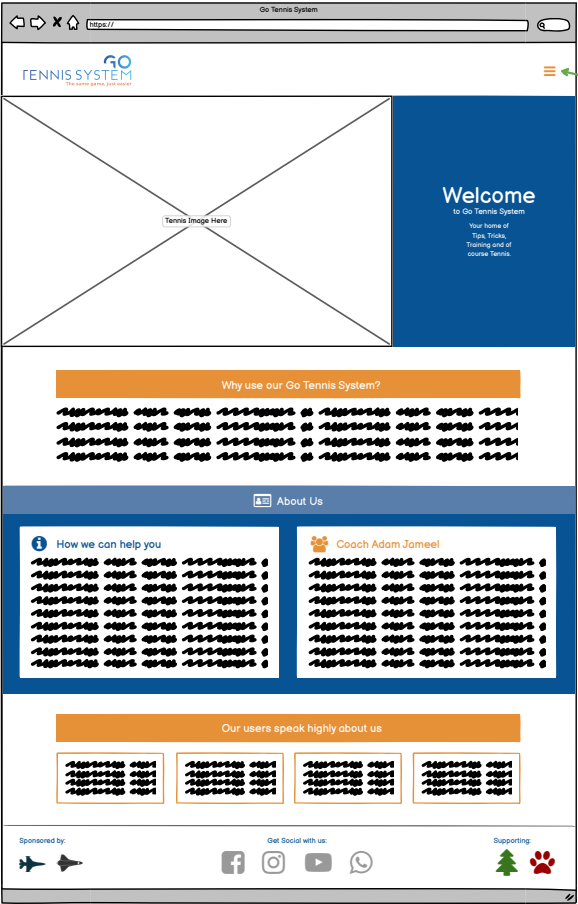 Go Tennis System
https://
GO
TENNIS SYSTEM
The same game, just easier
Tennis Image Here
Welcome
to Go Tennis System
Your home of
Tips, Tricks,
Training and of
course Tennis.
Why use our Go Tennis System?
About Us
How we can help you
Coach Adam Jameel
Our users speak highly about us
Sponsored by:
Get Social with us:
Supporting: